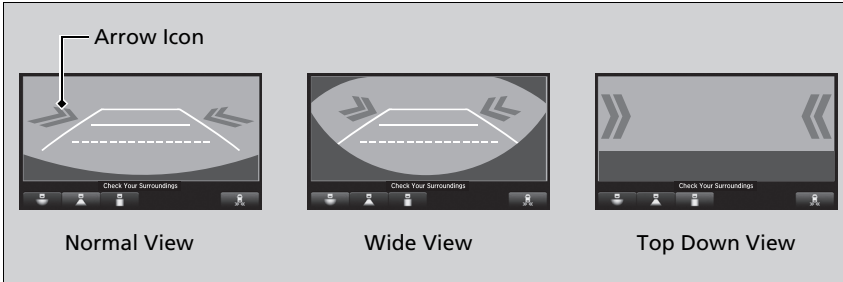 Arrow Icon
Check Your Surroundings
Check Your Surroundings
Check Your Surroundings
Normal View
Wide View
Top Down View